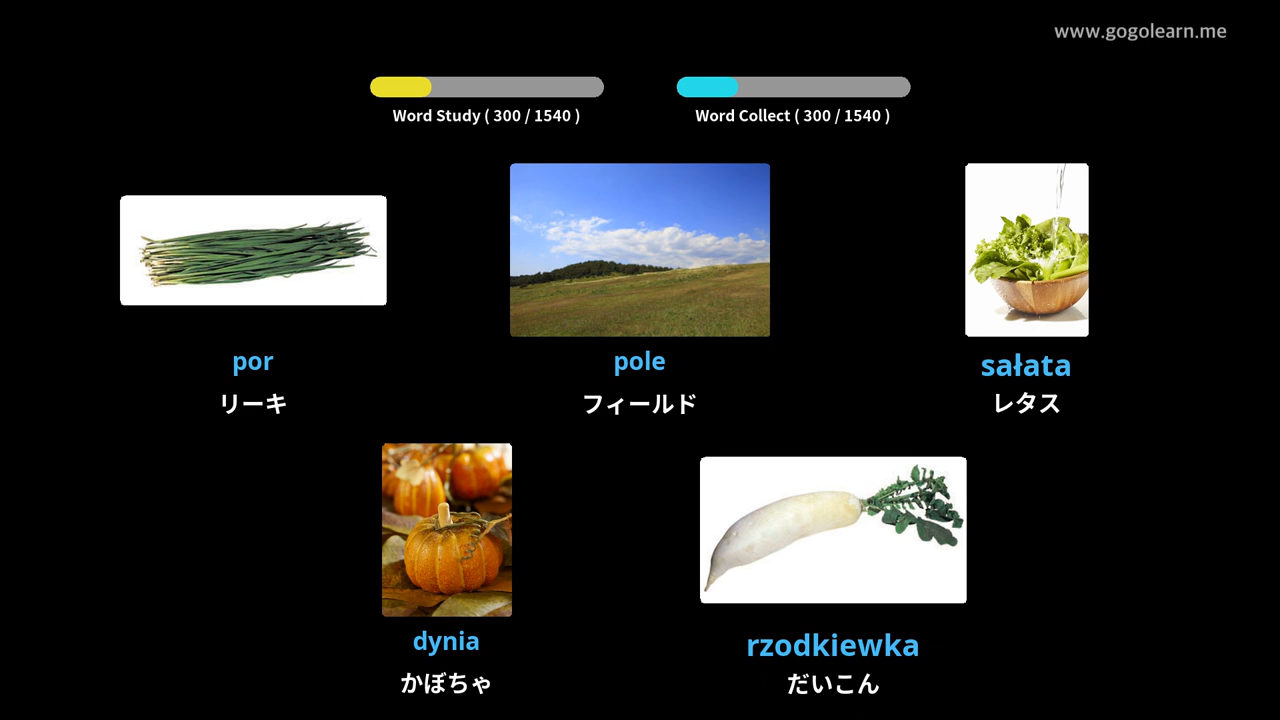 www.gogolearn.me
Word Study ( 300 / 1540 )
Word Collect ( 300 / 1540 )
por
リーキ
pole
フィールド
sałata
レタス
dynia
かぼちゃ
rzodkiewka
だいこん